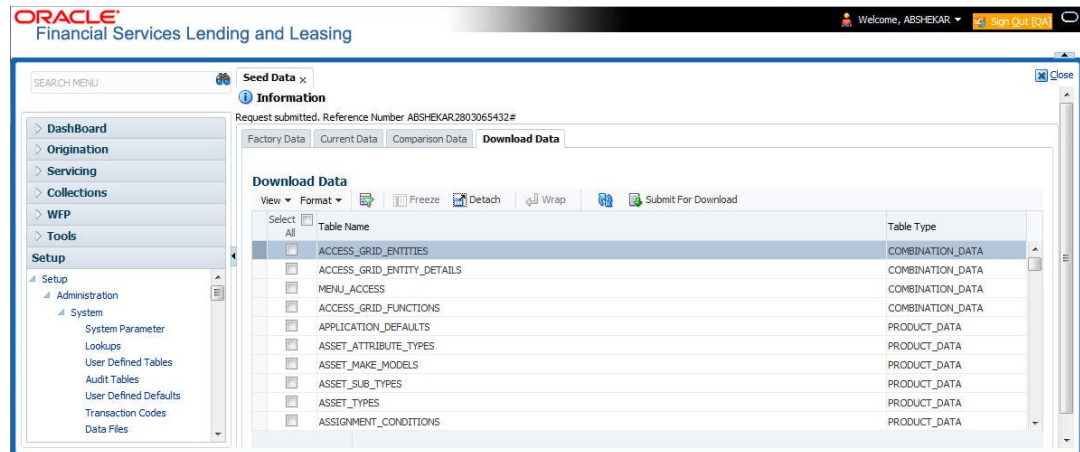 ORACLE®
Financial Services Lending and Leasing
Welcome, ABSHEKAR
Sign Out [QA]
SEARCH MENU
DashBoard
Origination
Servicing
Collections
WFP
Tools
Setup
Setup
Administration
System
System Parameter
Lookups
User Defined Tables
Audit Tables
User Defined Defaults
Transaction Codes
Data Files
Seed Data
Close
Information
Request submitted. Reference Number ABSHEKAR2803065432#
Factory Data Current Data Comparison Data Download Data
Download Data
View Format Freeze Detach Wrap Submit For Download
Select All Table Name Table Type
ACCESS_GRID_ENTITIES COMBINATION_DATA
ACCESS_GRID_ENTITY_DETAILS COMBINATION_DATA
MENU_ACCESS COMBINATION_DATA
ACCESS_GRID_FUNCTIONS COMBINATION_DATA
APPLICATION_DEFAULTS PRODUCT_DATA
ASSET_ATTRIBUTE_TYPES PRODUCT_DATA
ASSET_MAKE_MODELS PRODUCT_DATA
ASSET_SUB_TYPES PRODUCT_DATA
ASSET_TYPES PRODUCT_DATA
ASSIGNMENT_CONDITIONS PRODUCT_DATA